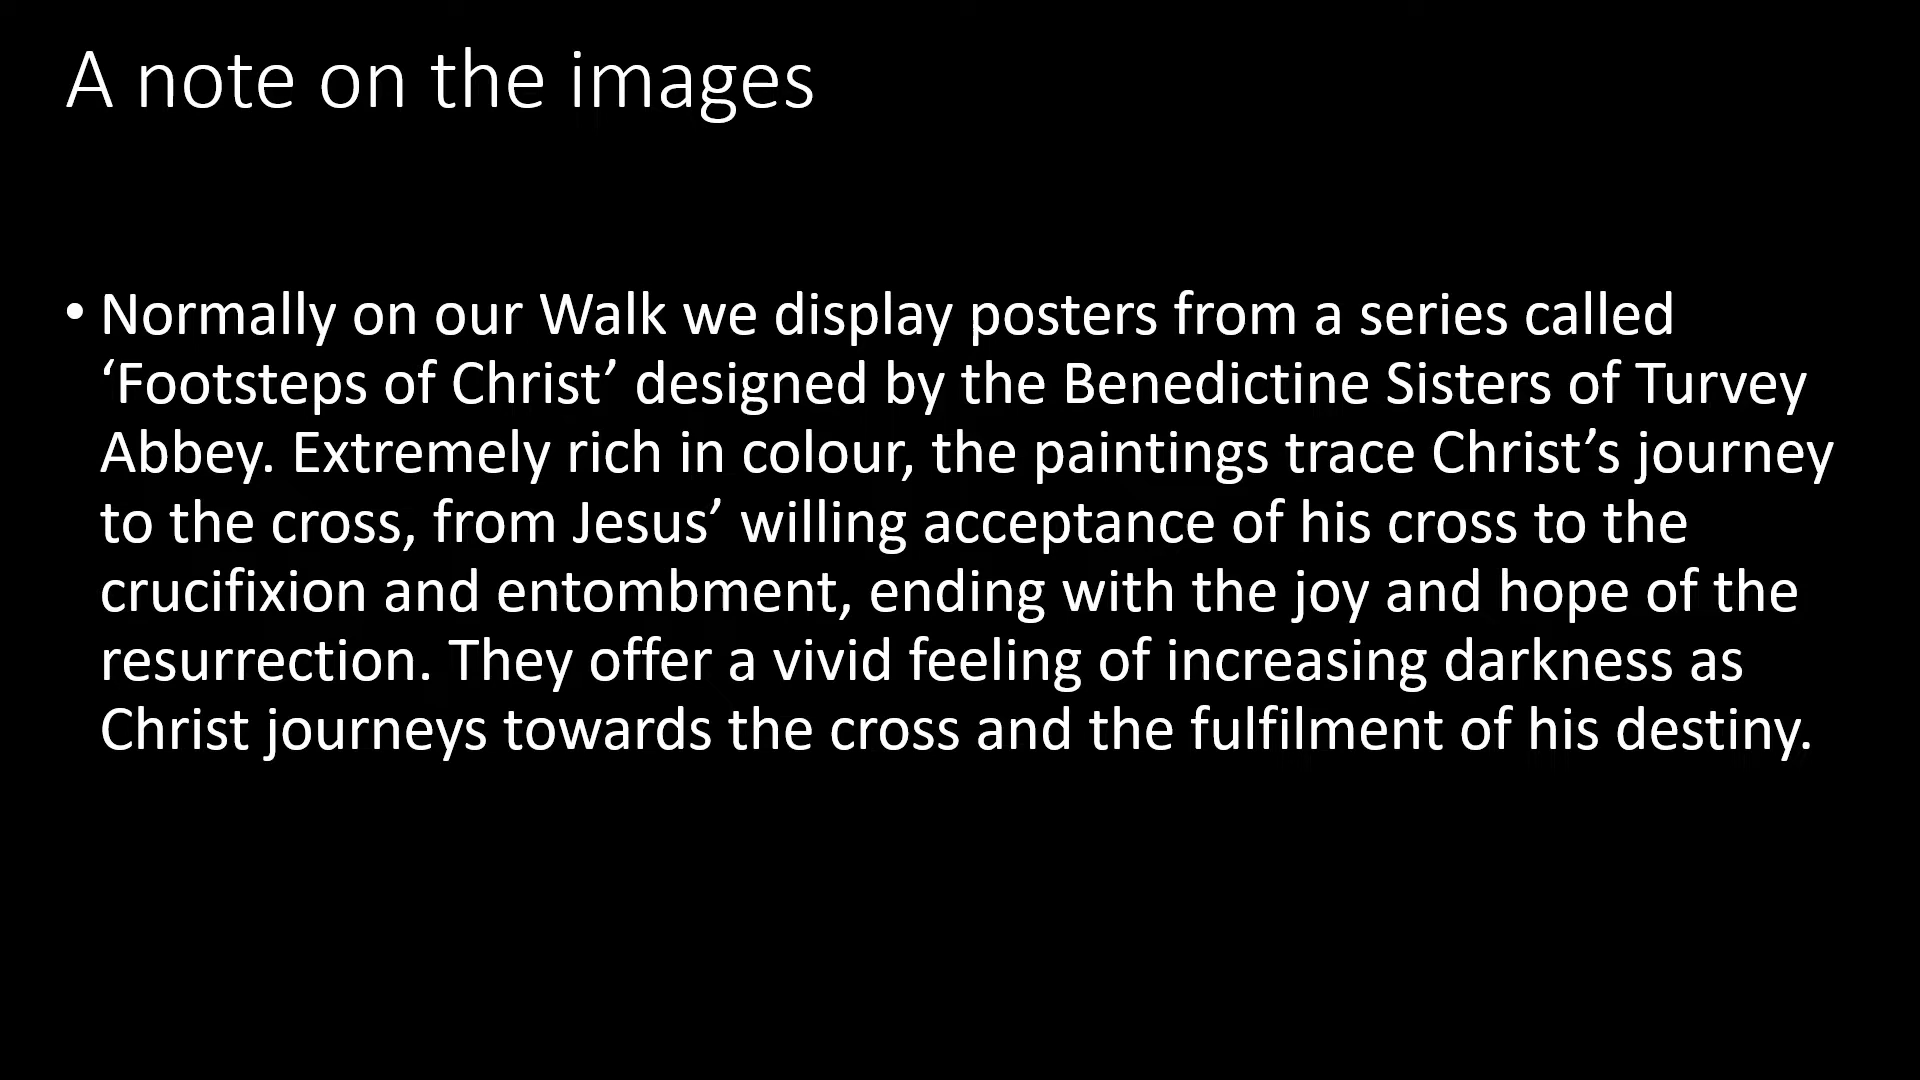 A note on the images
• Normally on our Walk we display posters from a series called
‘Footsteps of Christ’ designed by the Benedictine Sisters of Turvey
Abbey. Extremely rich in colour, the paintings trace Christ’s journey
to the cross, from Jesus’ willing acceptance of his cross to the
crucifixion and entombment, ending with the joy and hope of the
resurrection. They offer a vivid feeling of increasing darkness as
Christ journeys towards the cross and the fulfilment of his destiny.